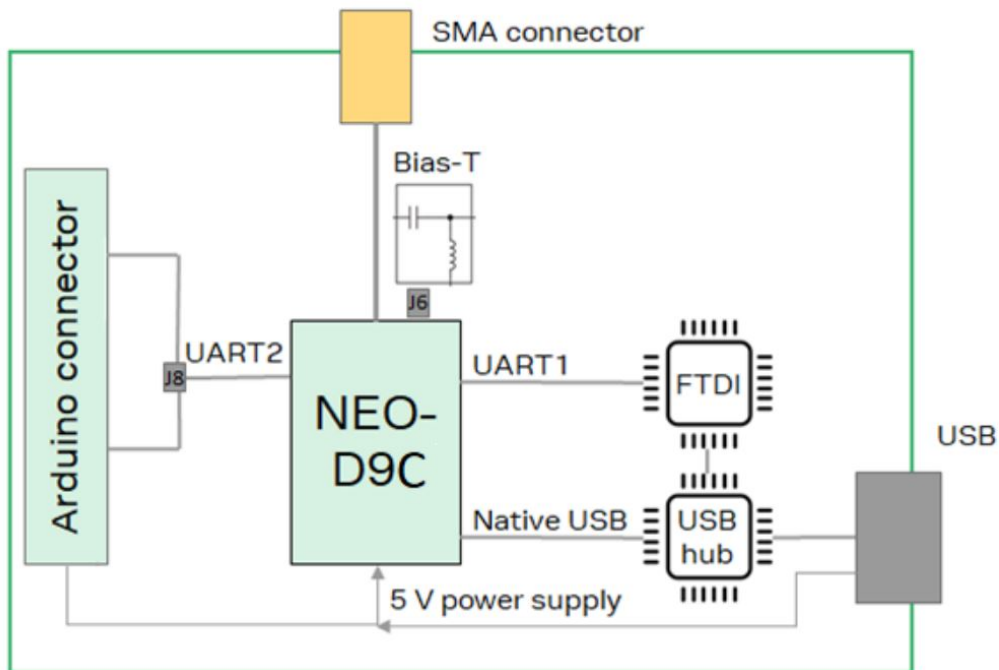 SMA connector
Bias-T
J6
Arduino connector
UART2
J8
NEO-
D9C
UART1
FTDI
USB
Native USB
USB
hub
5 V power supply